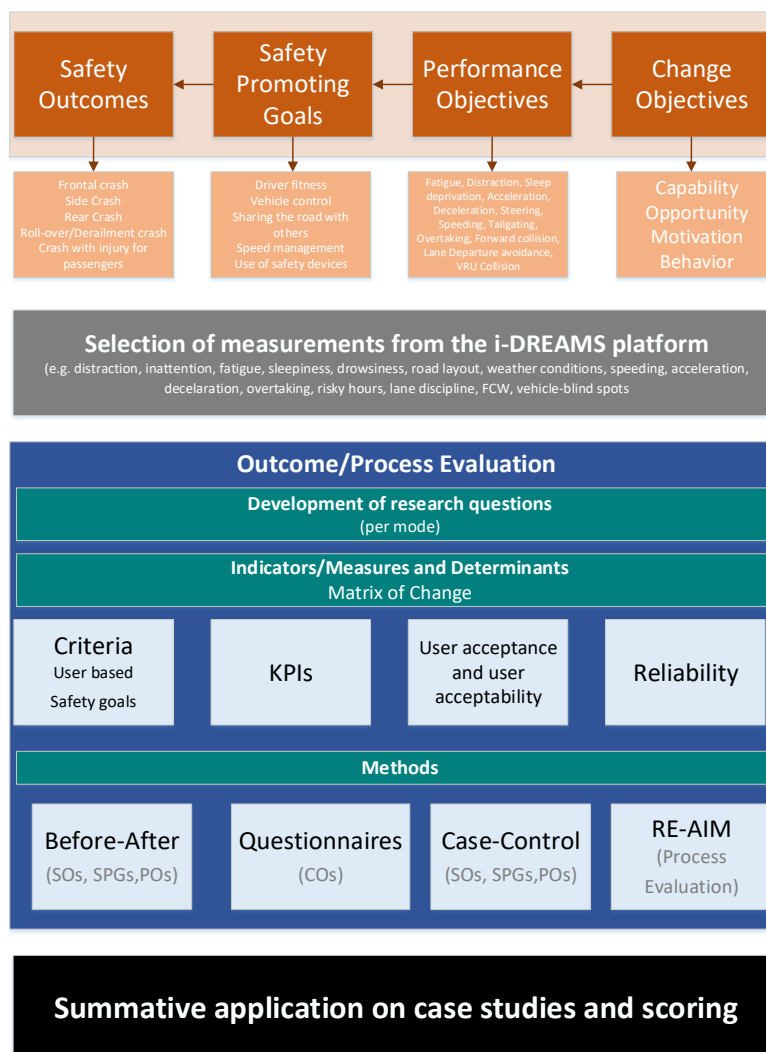 Safety
Outcomes
Safety
Promoting
Goals
Performance
Objectives
Change
Objectives
Frontal crash
Side Crash
Rear Crash
Roll-over/Derailment crash
Crash with injury for
passengers
Driver fitness
Vehicle control
Sharing the road with
others
Speed management
Use of safety devices
Fatigue, Distraction, Sleep
deprivation, Acceleration,
Deceleration, Steering,
Speeding, Tailgating,
Overtaking, Forward collision,
Lane Departure avoidance,
VRU Collision
Capability
Opportunity
Motivation
Behavior
Selection of measurements from the i-DREAMS platform
(e.g. distraction, inattention, fatigue, sleepiness, drowsiness, road layout, weather conditions, speeding, acceleration,
decelaration, overtaking, risky hours, lane discipline, FCW, vehicle-blind spots
Outcome/Process Evaluation
Development of research questions
(per mode)
Indicators/Measures and Determinants
Matrix of Change
Criteria
User based
Safety goals
KPIs
User acceptance
and user
acceptability
Reliability
Methods
Before-After
(SOs, SPGs,POs)
Questionnaires
(COs)
Case-Control
(SOs, SPGs,POs)
RE-AIM
(Process
Evaluation)
Summative application on case studies and scoring